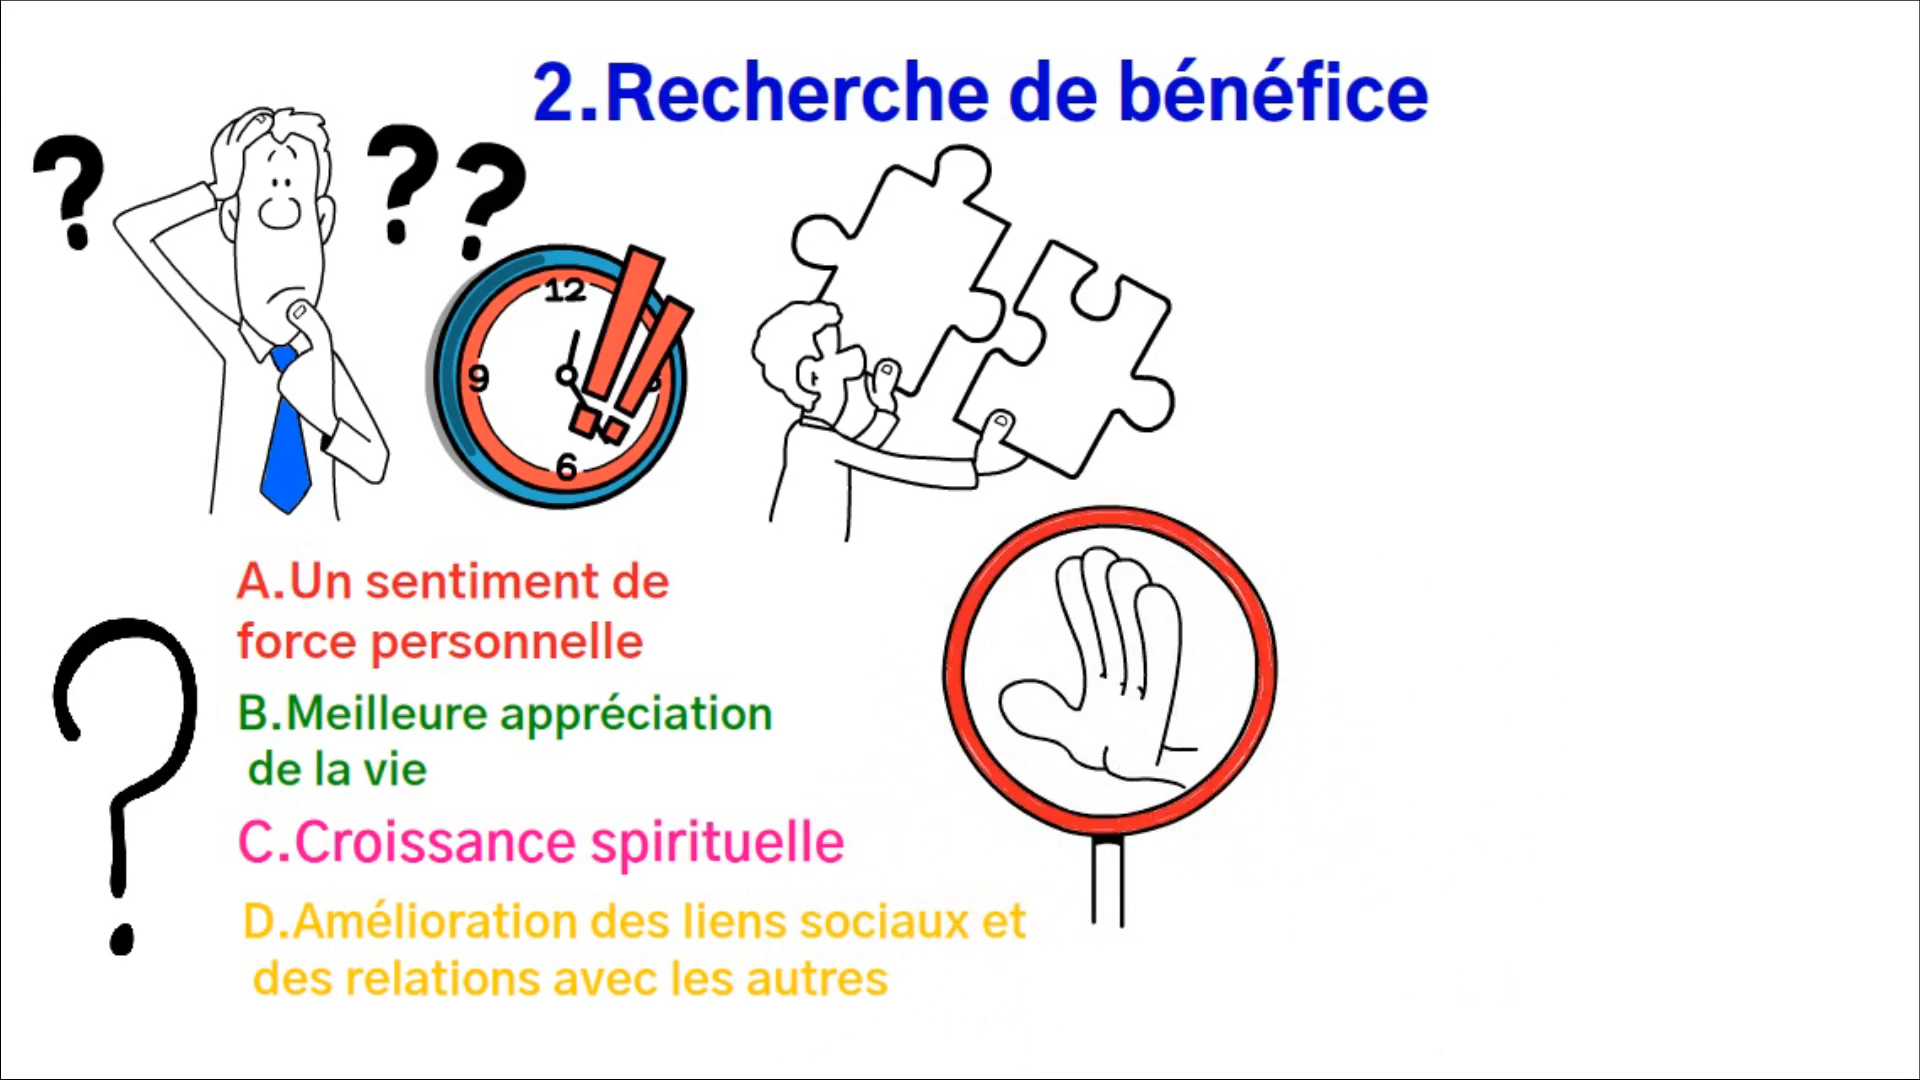 2.Recherche de bénéfice
?
? ?
12
9
3
6
A.Un sentiment de
force personnelle
B.Meilleure appréciation
de la vie
C.Croissance spirituelle
D.Amélioration des liens sociaux et
des relations avec les autres
?